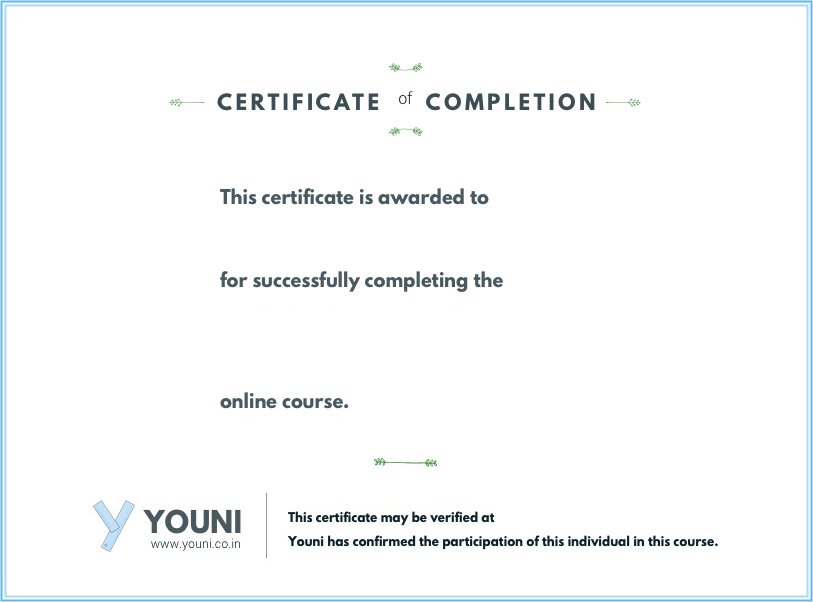 CERTIFICATE of COMPLETION
This certificate is awarded to
for successfully completing the
online course.
YOUNI
www.youni.co.in
This certificate may be verified at
Youni has confirmed the participation of this individual in this course.